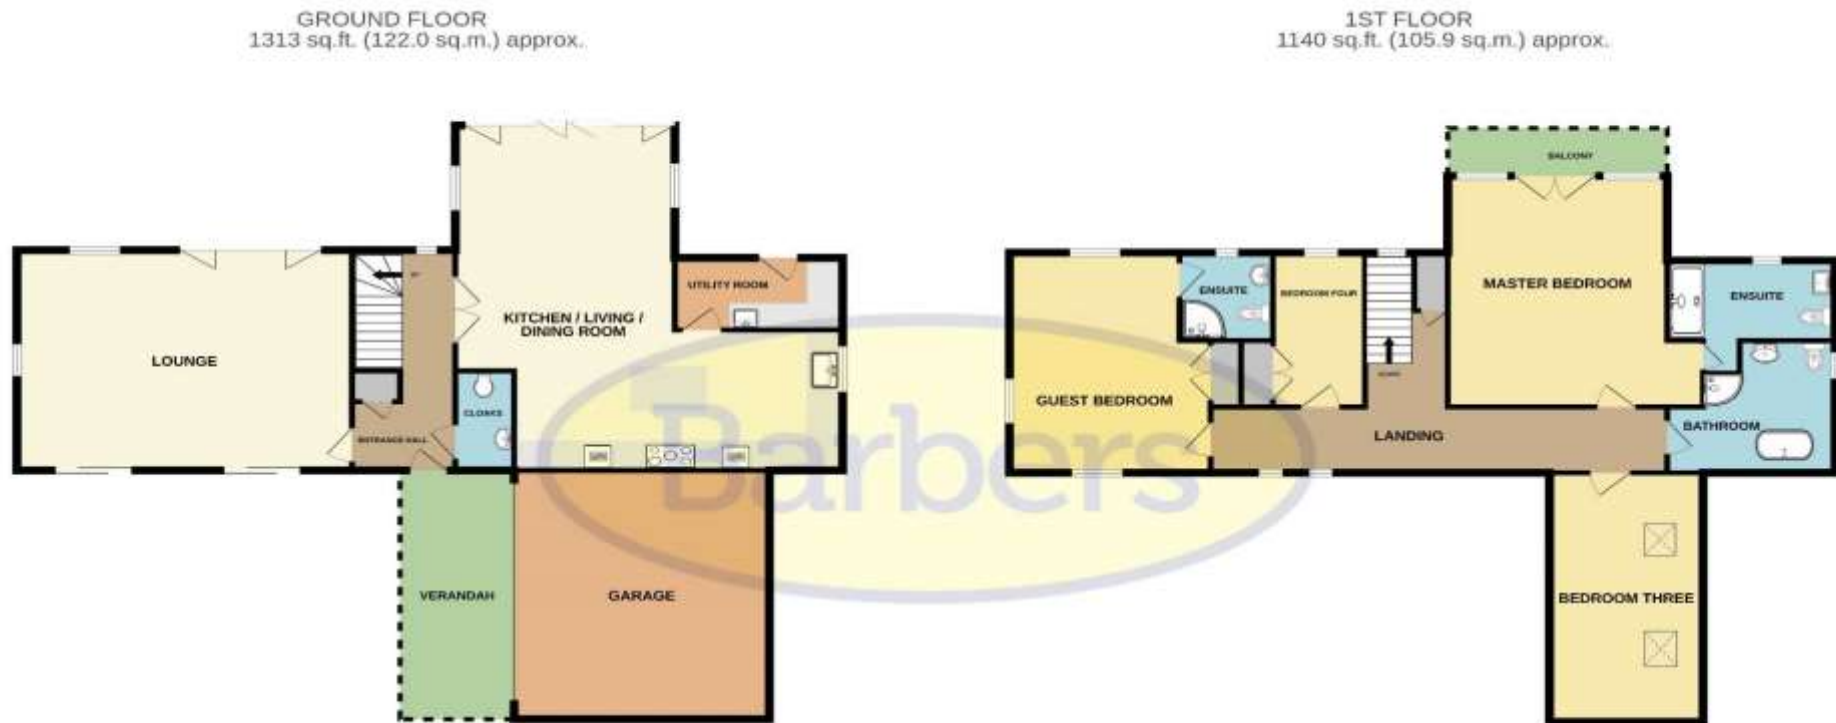 GROUND FLOOR
1313 sq.ft. (122.0 sq.m.) approx.
1ST FLOOR
1140 sq.ft. (105.9 sq.m.) approx.
BALCONY
UTILITY ROOM
KITCHEN / LIVING /
DINING ROOM
LOUNGE
CLOAKS
ENTRANCE HALL
VERANDAH
GARAGE
MASTER BEDROOM
ENSUITE
ENSUITE
BEDROOM FOUR
GUEST BEDROOM
LANDING
BATHROOM
BEDROOM THREE
Barbers